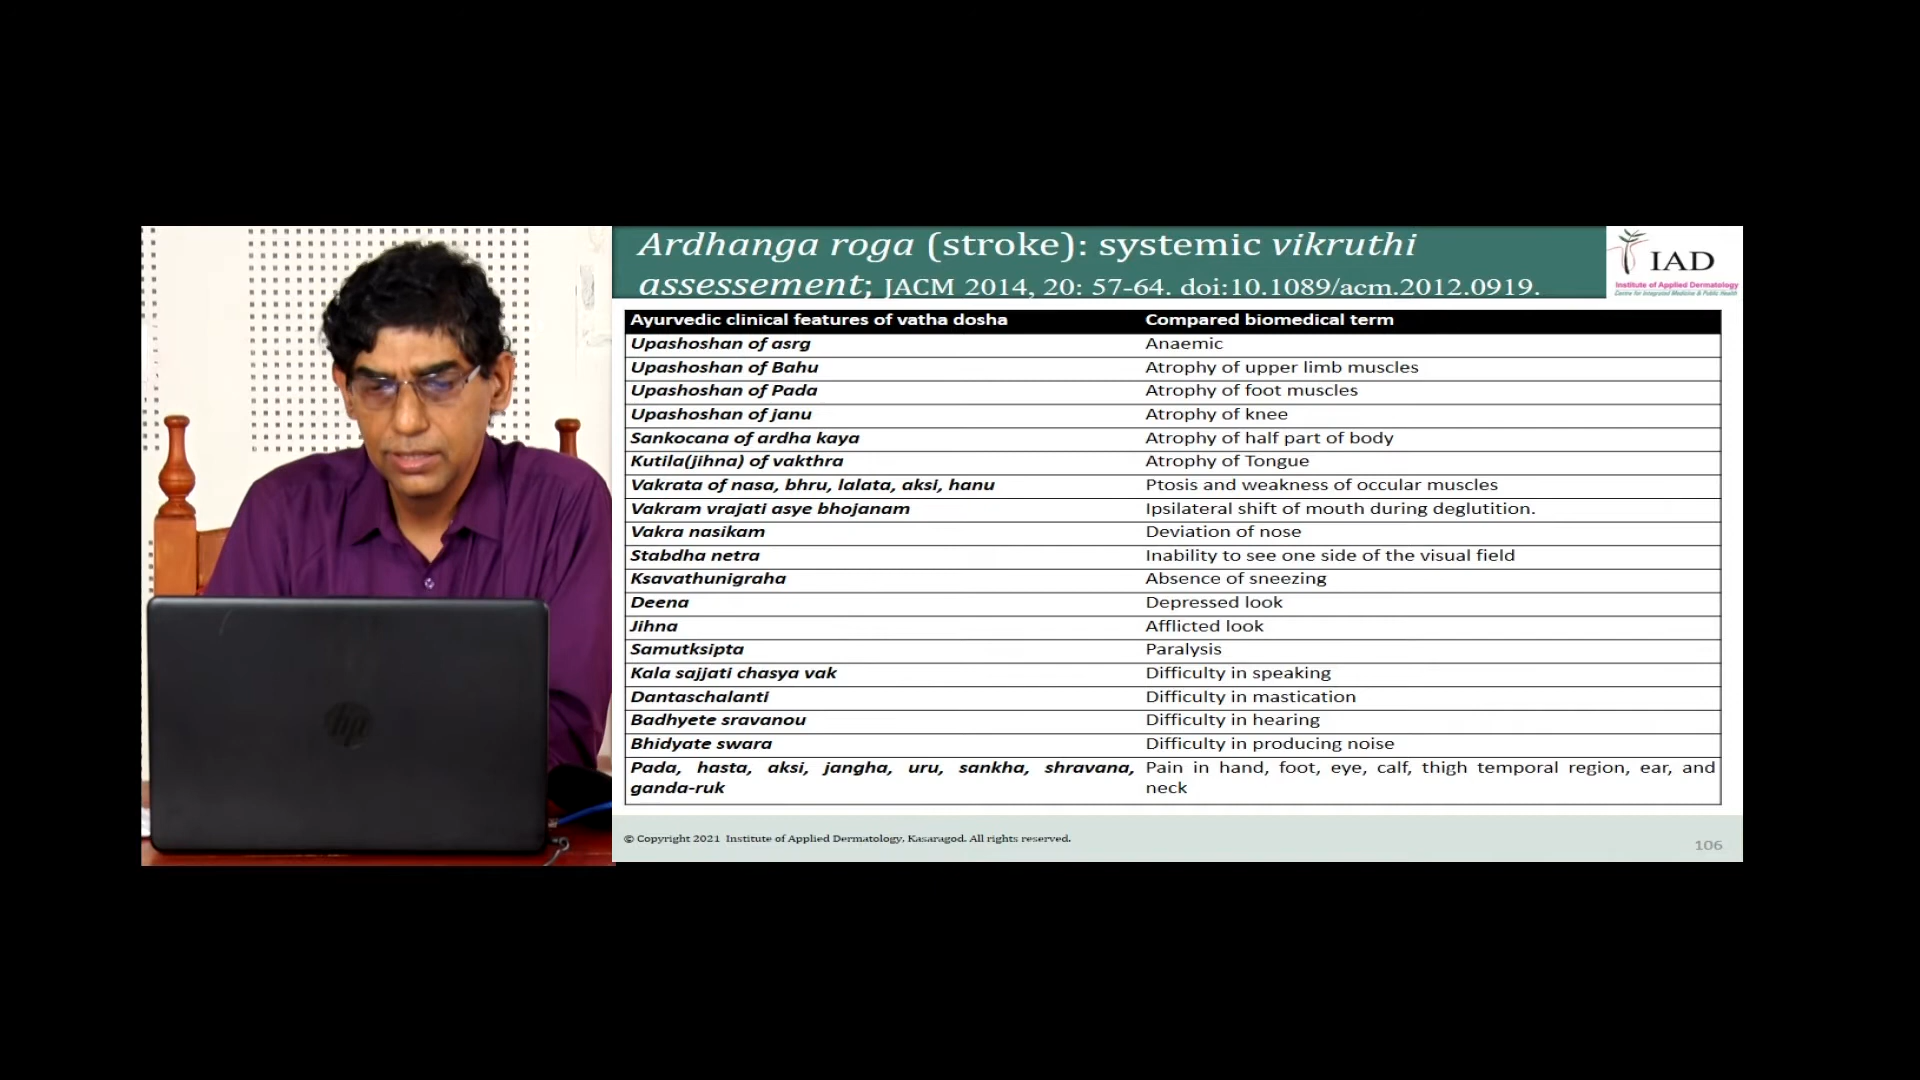 Ardhanga roga (stroke): systemic vikruthi
assessement; JACM 2014, 20: 57-64. doi:10.1089/acm.2012.0919.
IAD
Institute of Applied Dermatology
Centre for Integrated Medicine & Public Health
Ayurvedic clinical features of vatha dosha Compared biomedical term
Upashoshan of asrg Anaemic
Upashoshan of Bahu Atrophy of upper limb muscles
Upashoshan of Pada Atrophy of foot muscles
Upashoshan of janu Atrophy of knee
Sankocana of ardha kaya Atrophy of half part of body
Kutila(jihna) of vakthra Atrophy of Tongue
Vakrata of nasa, bhru, lalata, aksi, hanu Ptosis and weakness of occular muscles
Vakram vrajati asye bhojanam Ipsilateral shift of mouth during deglutition.
Vakra nasikam Deviation of nose
Stabdha netra Inability to see one side of the visual field
Ksavathunigraha Absence of sneezing
Deena Depressed look
Jihna Afflicted look
Samutksipta Paralysis
Kala sajjati chasya vak Difficulty in speaking
Dantaschalanti Difficulty in mastication
Badhyete sravanou Difficulty in hearing
Bhidyate swara Difficulty in producing noise
Pada, hasta, aksi, jangha, uru, sankha, shravana, Pain in hand, foot, eye, calf, thigh temporal region, ear, and
ganda-ruk neck
© Copyright 2021 Institute of Applied Dermatology, Kasaragod. All rights reserved.
106
hp